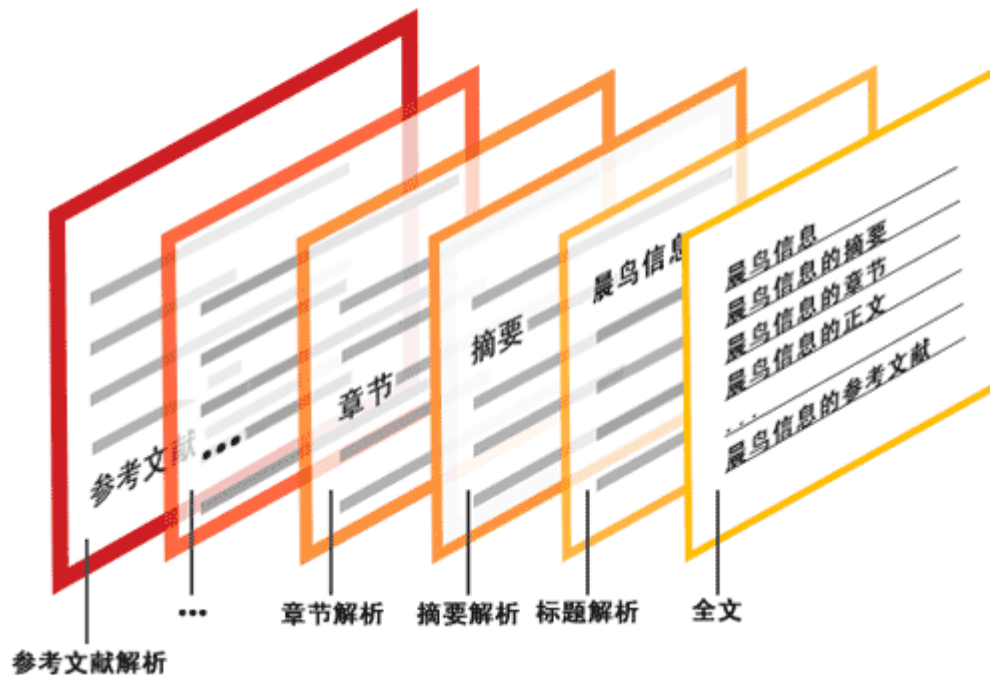 晨鸟信息
晨鸟信息的摘要
晨鸟信息的章节
晨鸟信息的正文
...
晨鸟信息的参考文献
晨鸟信息
摘要
章节
...
参考文献
参考文献解析
...
章节解析
摘要解析
标题解析
全文